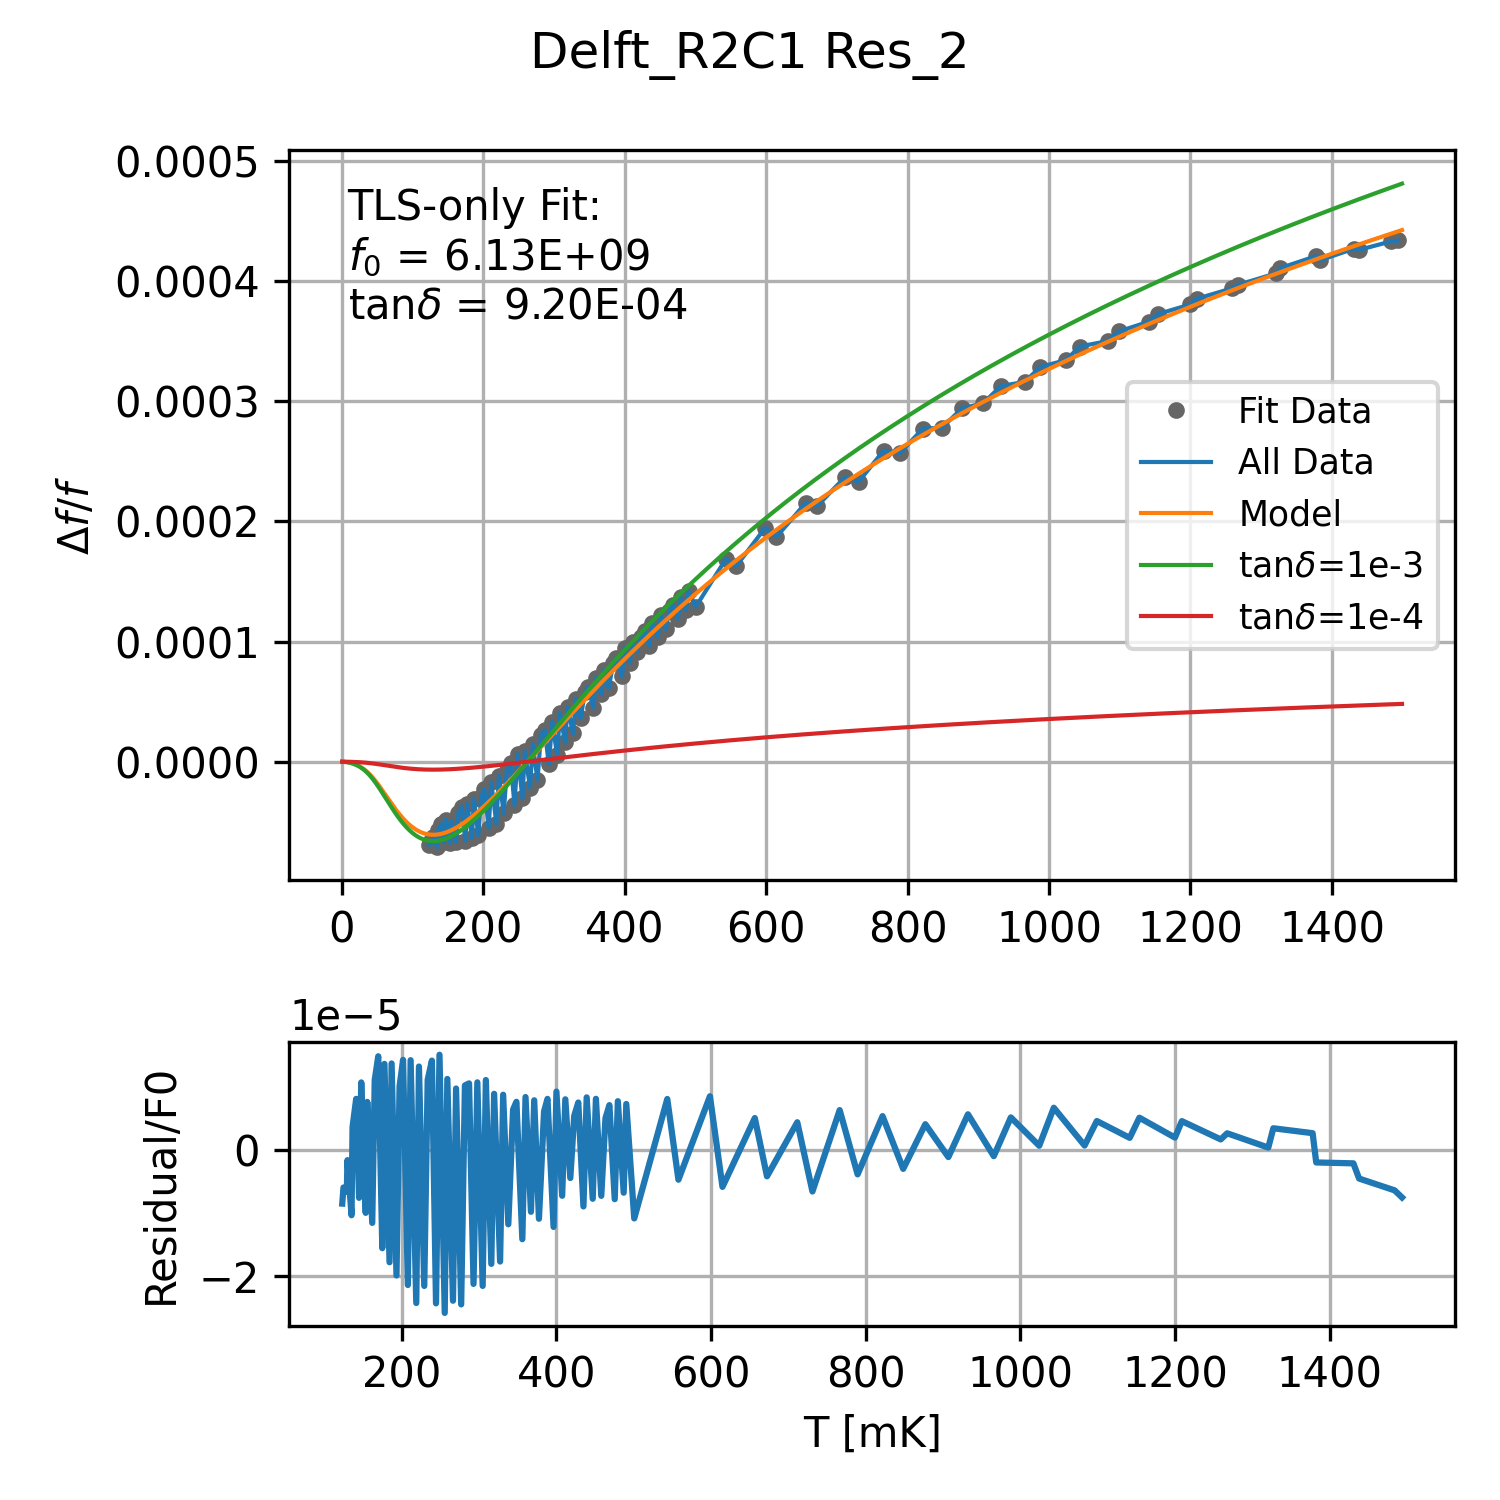 Delft_R2C1 Res_2
0.0005
0.0004
0.0003
0.0002
0.0001
0.0000
Δf/f
TLS-only Fit:
f₀ = 6.13E+09
tanδ = 9.20E-04
Fit Data
All Data
Model
tanδ=1e-3
tanδ=1e-4
0 200 400 600 800 1000 1200 1400
1e−5
0
−2
Residual/F0
200 400 600 800 1000 1200 1400
T [mK]